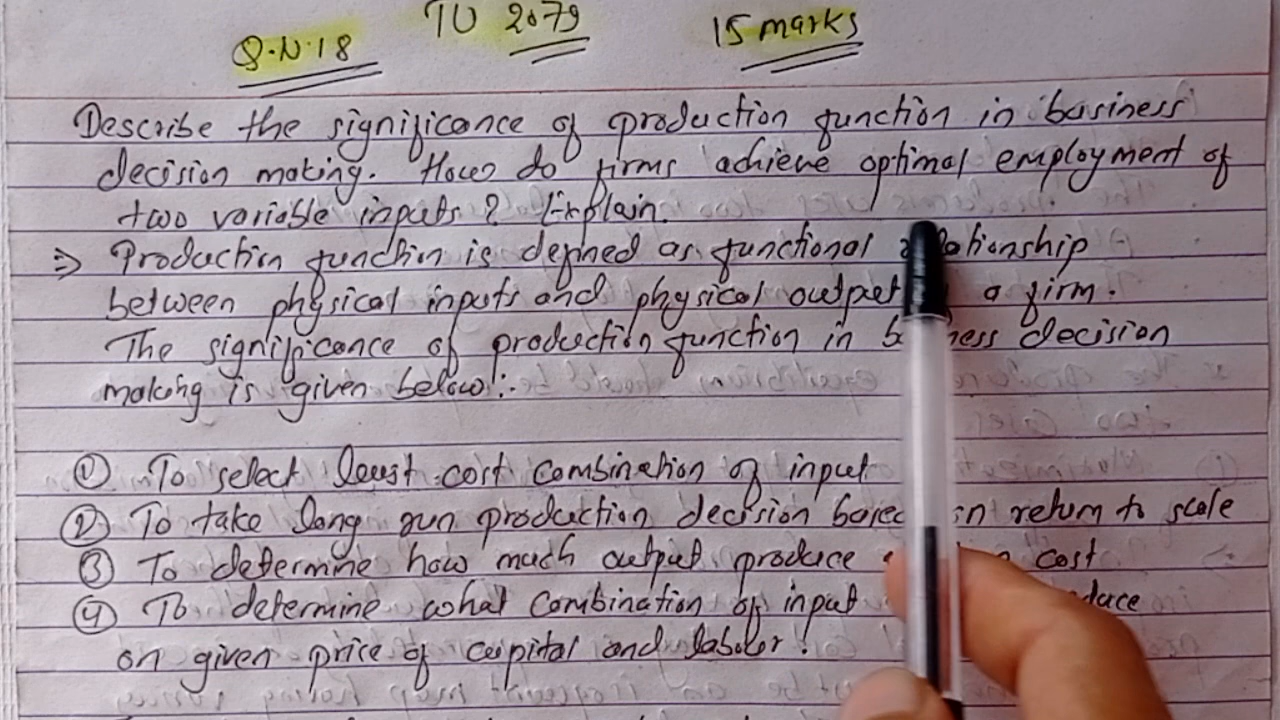 TU 2079 15 marks
Q.N.18
Describe the significance of production function in business
decision making. How do firms achieve optimal employment of
two variable inputs? Explain.
⇒ Production function is defined as functional relationship
between physical inputs and physical output a firm.
The significance of production function in business decision
making is given below:-
① To select least cost combination of input
② To take long run production decision based on return to scale
③ To determine how much output produce cost
④ To determine what combination of input
on given price of capital and labour.